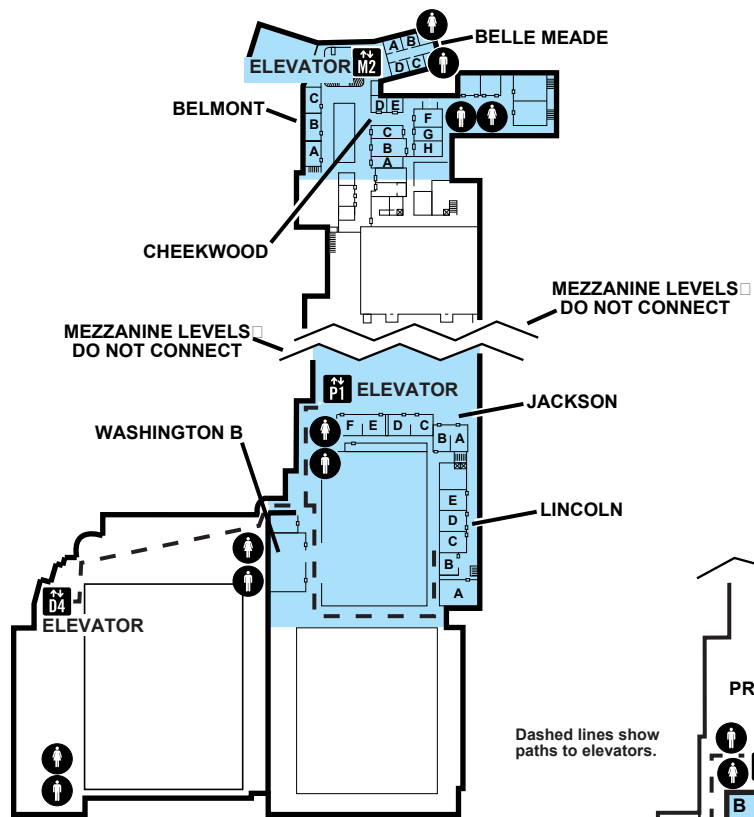 BELLE MEADE
A B
D C
ELEVATOR M2
BELMONT
C
B
A
D E
F
G
H
C
B
A
CHEEKWOOD
MEZZANINE LEVELS
DO NOT CONNECT
MEZZANINE LEVELS
DO NOT CONNECT
P1 ELEVATOR
JACKSON
F E D C
B A
WASHINGTON B
LINCOLN
E
D
C
B
A
D4
ELEVATOR
Dashed lines show
paths to elevators.
PR
B